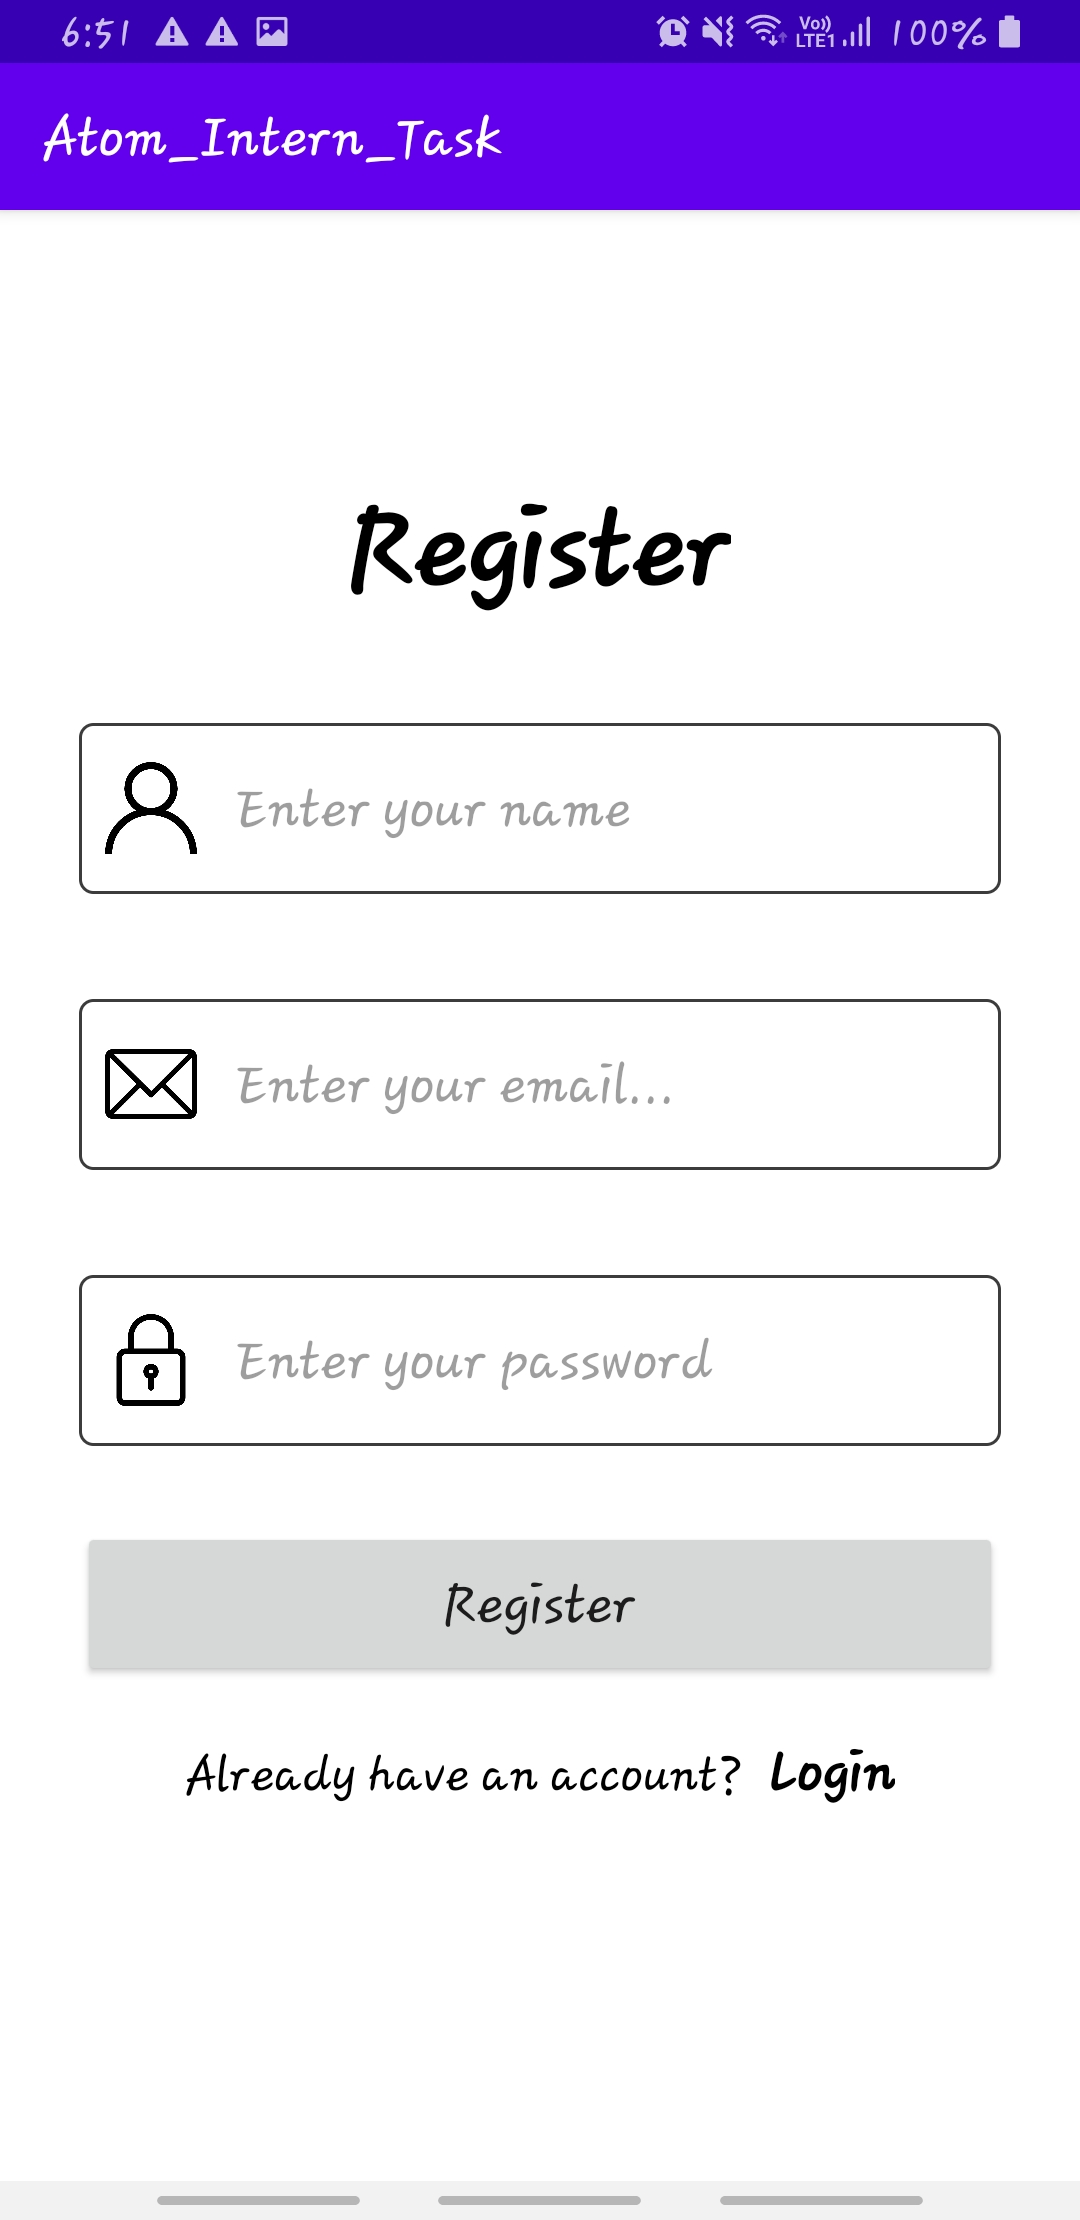 6:51 Vo)) LTE1 100%
Atom_Intern_Task
Register
Enter your name
Enter your email...
Enter your password
Register
Already have an account? Login